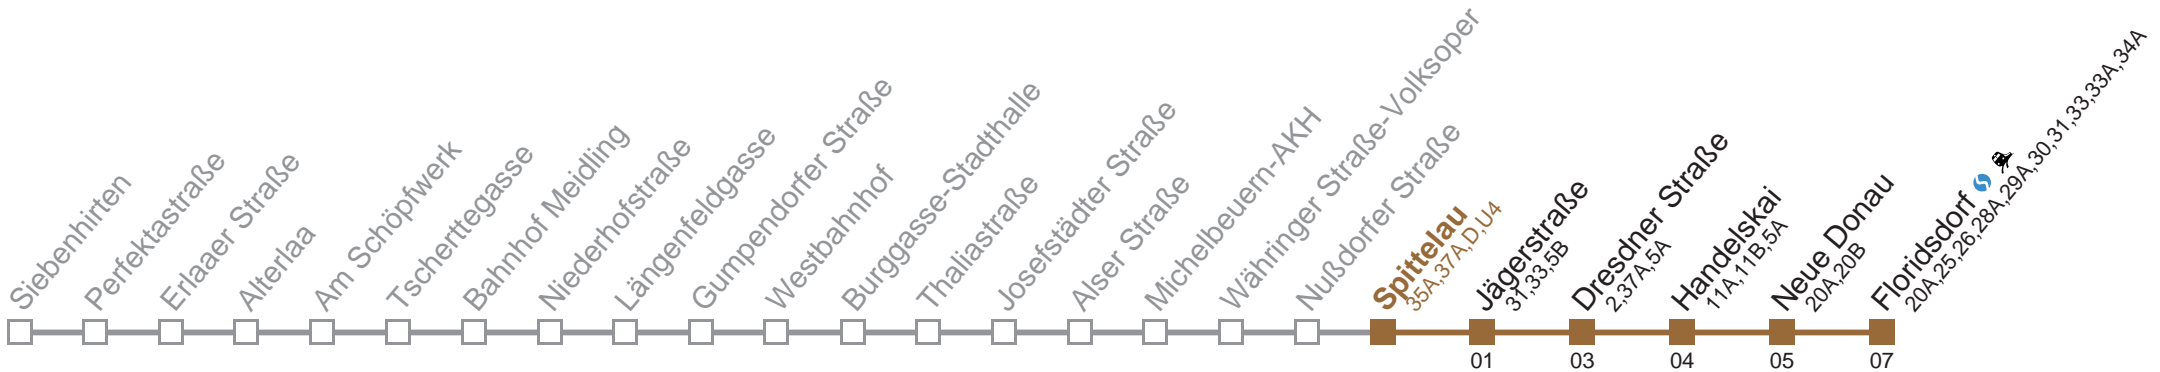 Siebenhirten
Perfektastraße
Erlaaer Straße
Alterlaa
Am Schöpfwerk
Tscherttegasse
Bahnhof Meidling
Niederhofstraße
Längenfeldgasse
Gumpendorfer Straße
Westbahnhof
Burggasse-Stadthalle
Thaliastraße
Josefstädter Straße
Alser Straße
Michelbeuern-AKH
Währinger Straße-Volksoper
Nußdorfer Straße
Spittelau
35A,37A,D,U4
Jägerstraße
31,33,5B
Dresdner Straße
2,37A,5A
Handelskai
11A,11B,5A
Neue Donau
20A,20B
Floridsdorf
20A,25,26,28A,29A,30,31,33,33A,34A
01
03
04
05
07